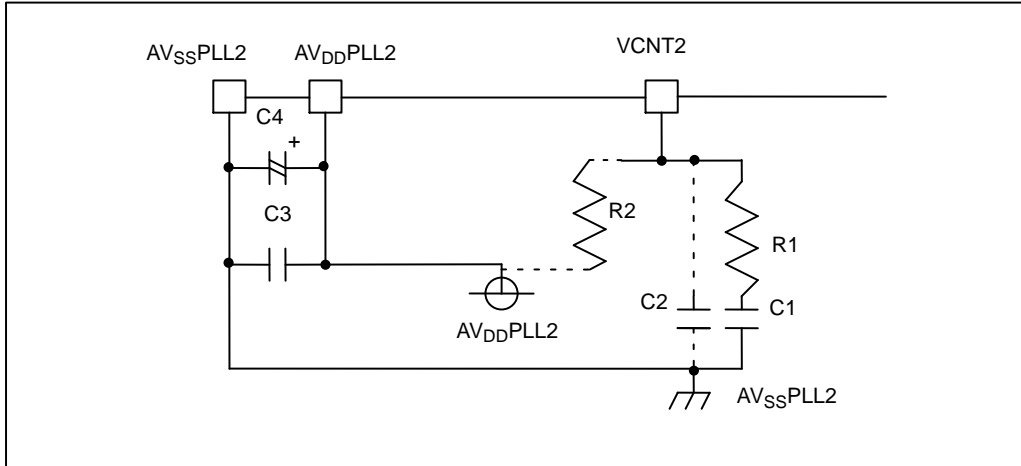 AVSSPLL2
AVDDPLL2
VCNT2
C4
+
C3
R2
R1
C2
C1
AVDDPLL2
AVSSPLL2